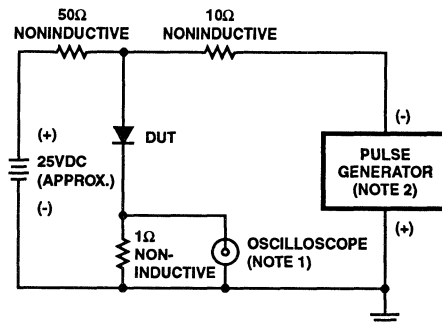 50Ω
NONINDUCTIVE
10Ω
NONINDUCTIVE
(+)
25VDC
(APPROX.)
(-)
DUT
(-)
PULSE
GENERATOR
(NOTE 2)
(+)
1Ω
NON-
INDUCTIVE
OSCILLOSCOPE
(NOTE 1)